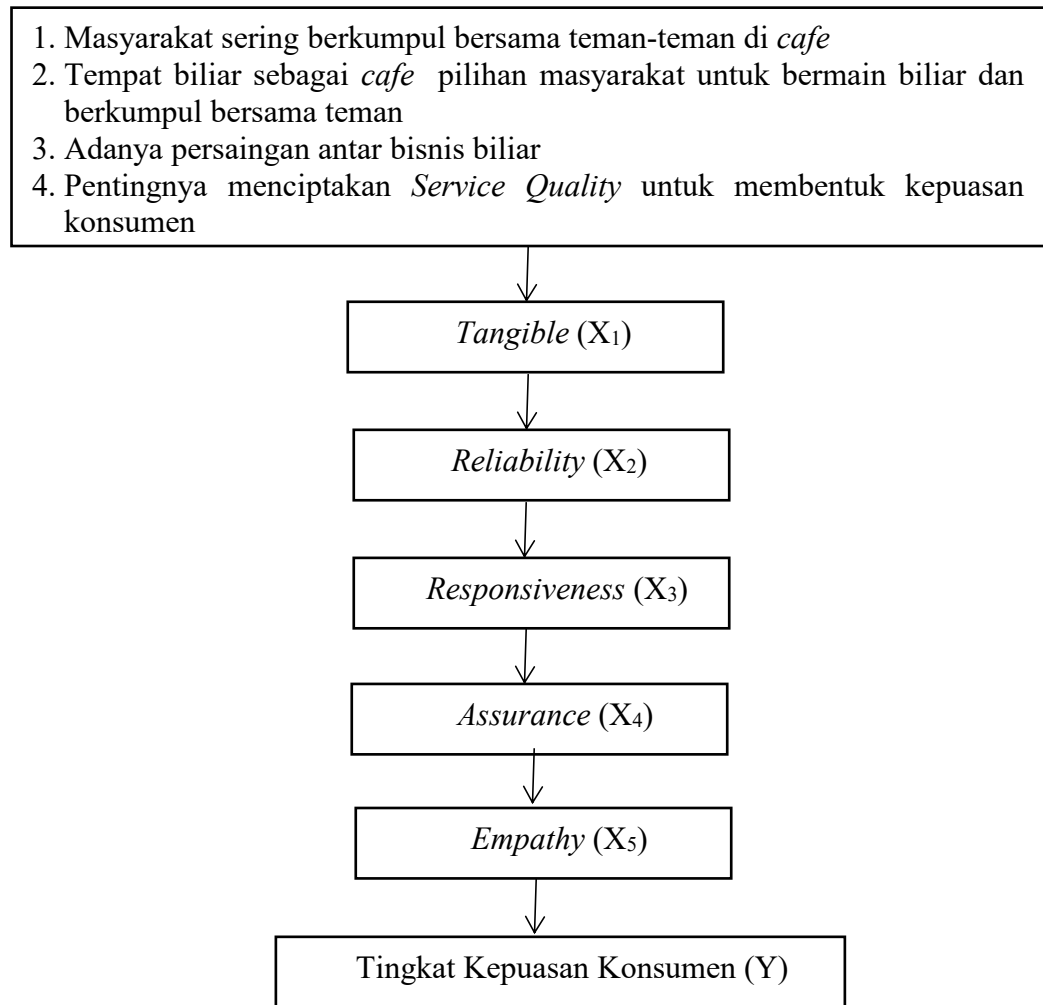 1. Masyarakat sering berkumpul bersama teman-teman di cafe
2. Tempat biliar sebagai cafe pilihan masyarakat untuk bermain biliar dan
berkumpul bersama teman
3. Adanya persaingan antar bisnis biliar
4. Pentingnya menciptakan Service Quality untuk membentuk kepuasan
konsumen
Tangible (X₁)
Reliability (X₂)
Responsiveness (X₃)
Assurance (X₄)
Empathy (X₅)
Tingkat Kepuasan Konsumen (Y)